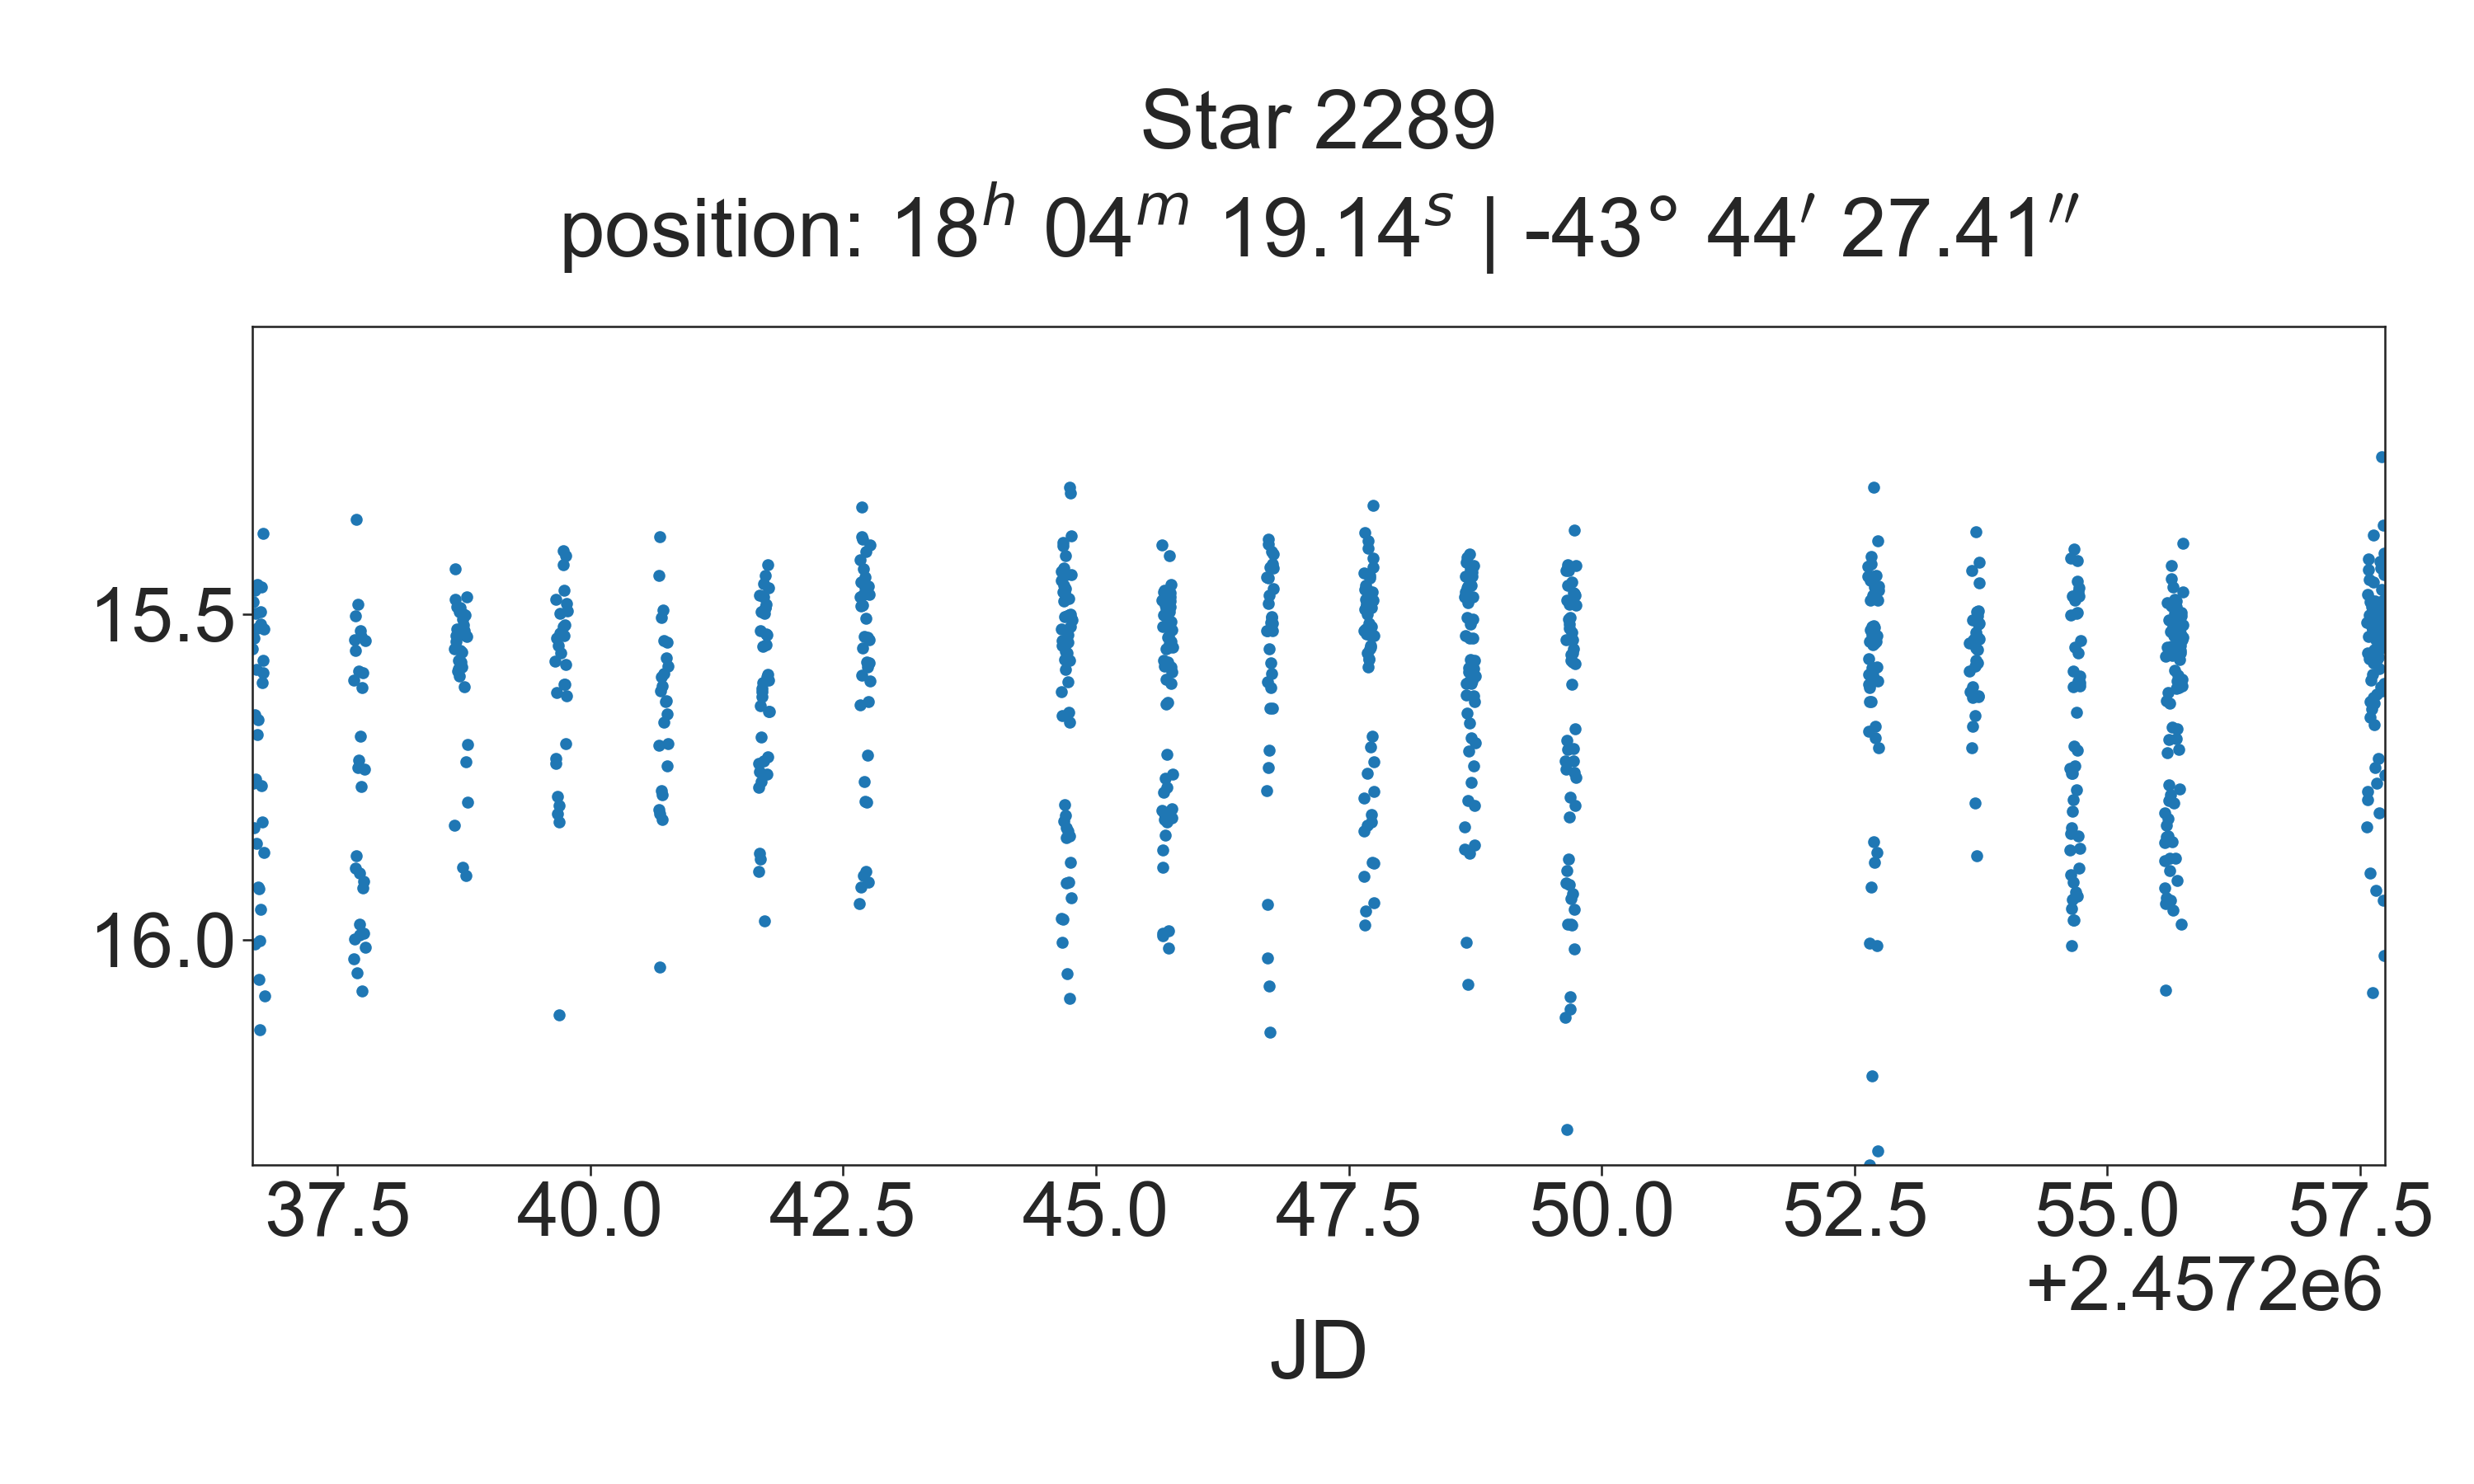 Star 2289
position: 18ʰ 04ᵐ 19.14ˢ | -43° 44′ 27.41″
15.5
16.0
37.5 40.0 42.5 45.0 47.5 50.0 52.5 55.0 57.5
+2.4572e6
JD